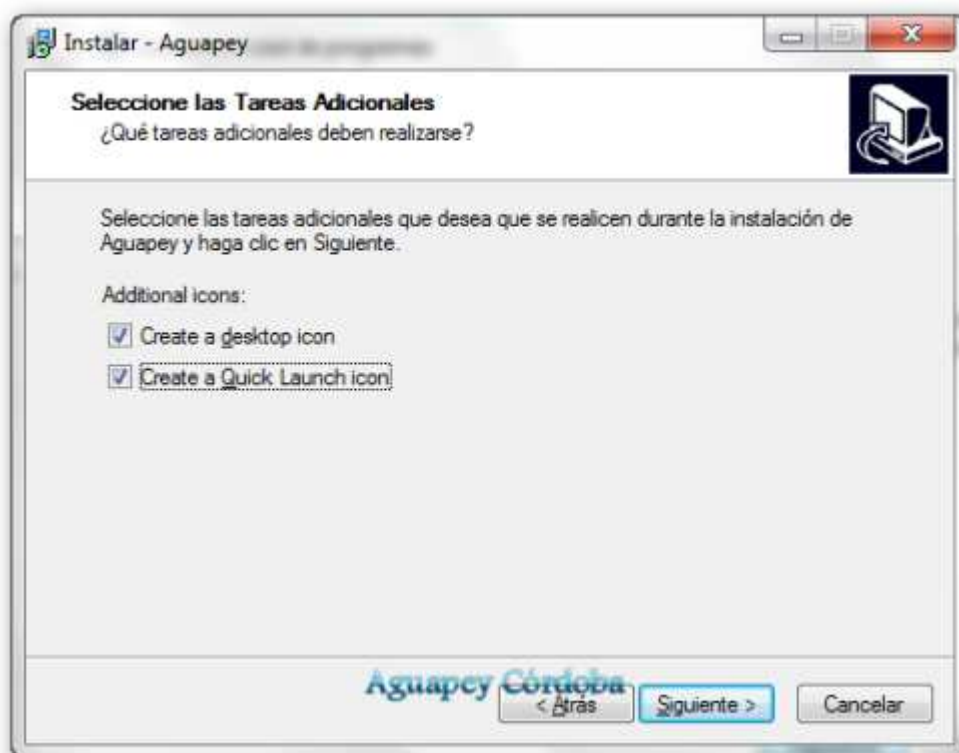 Instalar - Aguapey
Seleccione las Tareas Adicionales
¿Qué tareas adicionales deben realizarse?
Seleccione las tareas adicionales que desea que se realicen durante la instalación de
Aguapey y haga clic en Siguiente.
Additional icons:
Create a desktop icon
Create a Quick Launch icon
Aguapey Córdoba
< Atrás
Siguiente >
Cancelar